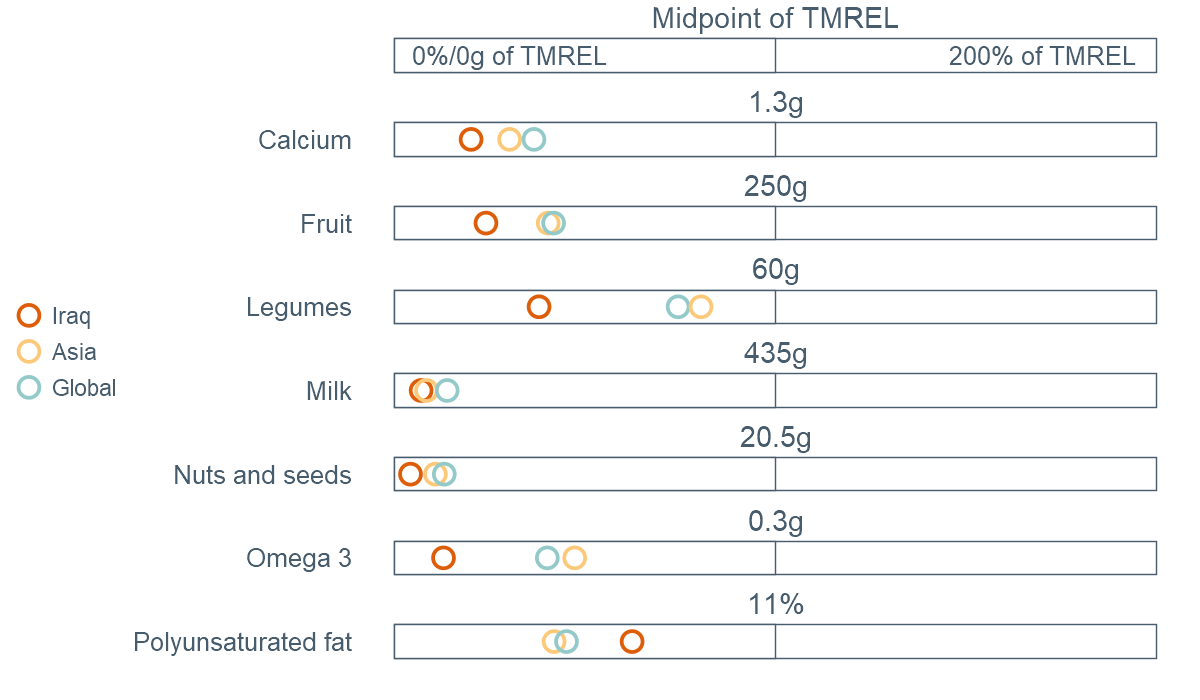 Midpoint of TMREL
0%/0g of TMREL
200% of TMREL
1.3g
Calcium
250g
Fruit
60g
Legumes
435g
Milk
20.5g
Nuts and seeds
0.3g
Omega 3
11%
Polyunsaturated fat
Iraq
Asia
Global